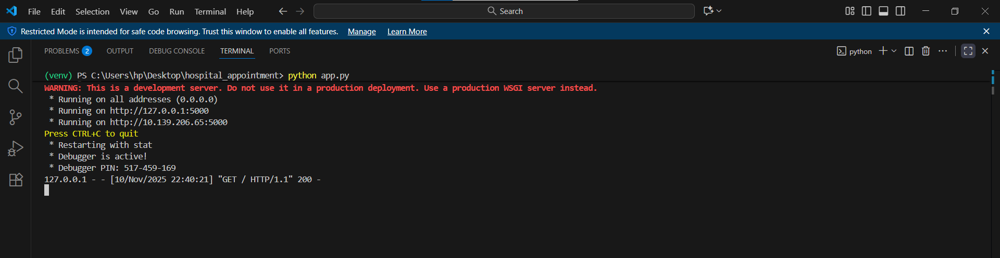 File Edit Selection View Go Run Terminal Help Search
Restricted Mode is intended for safe code browsing. Trust this window to enable all features. Manage Learn More
PROBLEMS 2 OUTPUT DEBUG CONSOLE TERMINAL PORTS python
(venv) PS C:\Users\hp\Desktop\hospital_appointment> python app.py
WARNING: This is a development server. Do not use it in a production deployment. Use a production WSGI server instead.
* Running on all addresses (0.0.0.0)
* Running on http://127.0.0.1:5000
* Running on http://10.139.206.65:5000
Press CTRL+C to quit
* Restarting with stat
* Debugger is active!
* Debugger PIN: 517-459-169
127.0.0.1 - - [10/Nov/2025 22:40:21] "GET / HTTP/1.1" 200 -